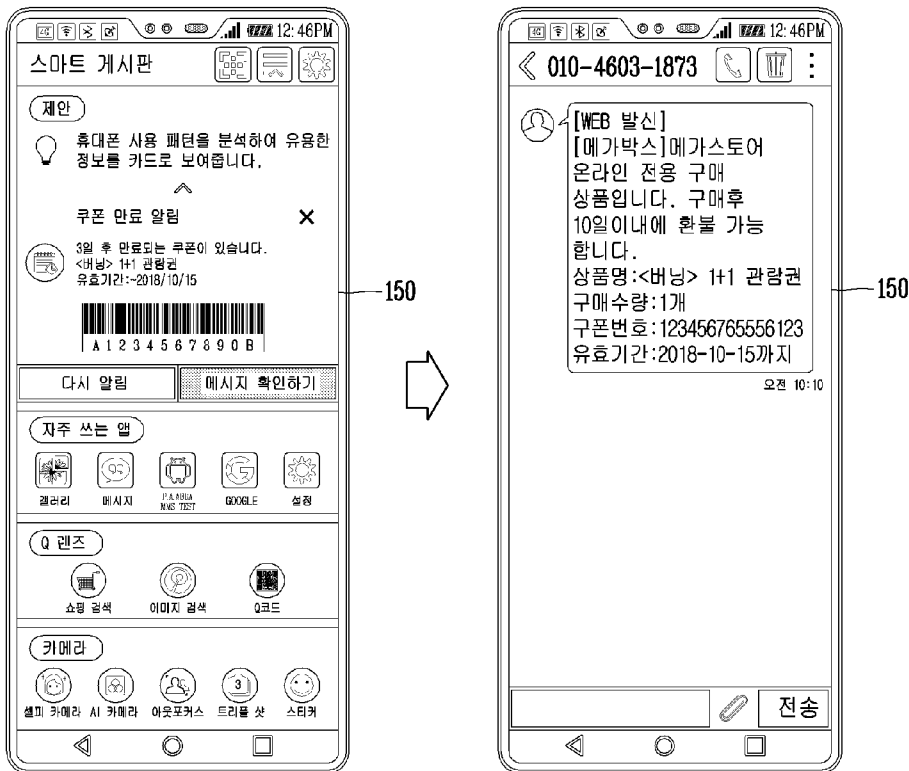 12:46PM
스마트 게시판
제안
휴대폰 사용 패턴을 분석하여 유용한
정보를 카드로 보여줍니다.
쿠폰 만료 알림
3일 후 만료되는 쿠폰이 있습니다.
<버닝> 1+1 관람권
유효기간:~2018/10/15
A1234567890B
다시 알림 메시지 확인하기
자주 쓰는 앱
갤러리 메시지 GOOGLE 설정
MMS TEST
Q 렌즈
쇼핑 검색 이미지 검색 Q코드
카메라
3
셀피 카메라 AI 카메라 아웃포커스 트리플 샷 스티커
150
12:46PM
010-4603-1873
[WEB 발신]
[메가박스]메가스토어
온라인 전용 구매
상품입니다. 구매후
10일이내에 환불 가능
합니다.
상품명:<버닝> 1+1 관람권
구매수량:1개
구폰번호:123456765556123
유효기간:2018-10-15까지
오전 10:10
전송
150